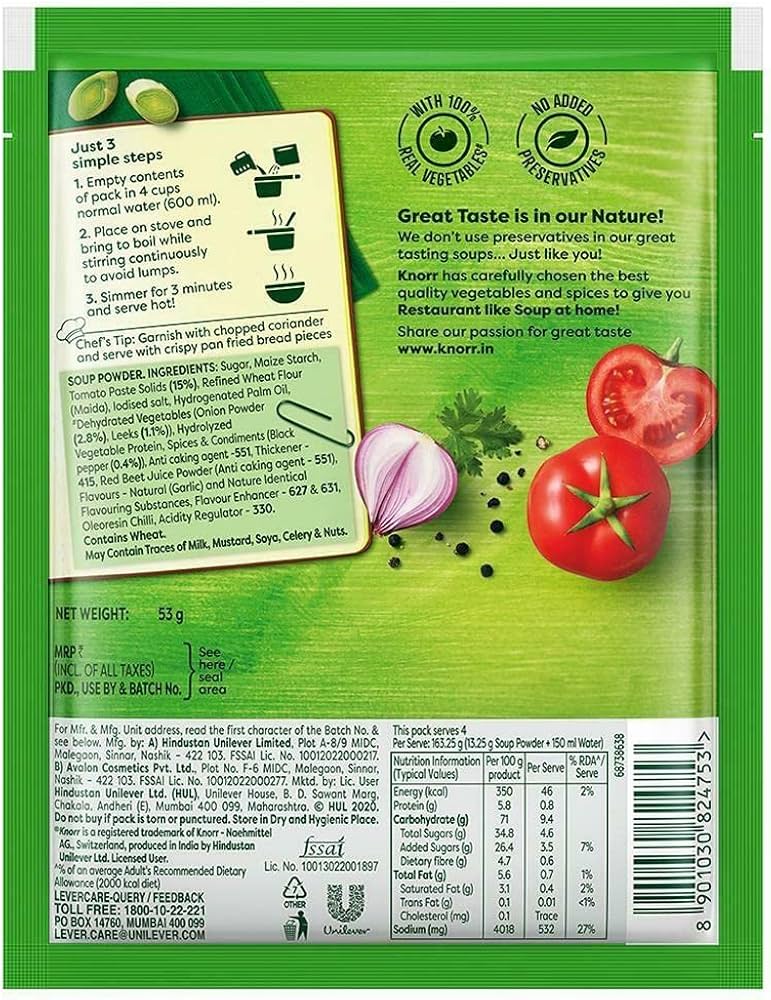 WITH 100%
REAL VEGETABLES#
NO ADDED
PRESERVATIVES
Just 3
simple steps
1. Empty contents
of pack in 4 cups
normal water (600 ml).
2. Place on stove and
bring to boil while
stirring continuously
to avoid lumps.
3. Simmer for 3 minutes
and serve hot!
Chef's Tip: Garnish with chopped coriander
and serve with crispy pan fried bread pieces
SOUP POWDER. INGREDIENTS: Sugar, Maize Starch,
Tomato Paste Solids (15%), Refined Wheat Flour
(Maida), Iodised salt, Hydrogenated Palm Oil,
#Dehydrated Vegetables (Onion Powder
(2.8%), Leeks (1.1%)), Hydrolyzed
Vegetable Protein, Spices & Condiments (Black
pepper (0.4%)), Anti caking agent -551, Thickener -
415, Red Beet Juice Powder (Anti caking agent - 551),
Flavours - Natural (Garlic) and Nature Identical
Flavouring Substances, Flavour Enhancer - 627 & 631,
Oleoresin Chilli, Acidity Regulator - 330.
Contains Wheat.
May Contain Traces of Milk, Mustard, Soya, Celery & Nuts.
Great Taste is in our Nature!
We don't use preservatives in our great
tasting soups... Just like you!
Knorr has carefully chosen the best
quality vegetables and spices to give you
Restaurant like Soup at home!
Share our passion for great taste
www.knorr.in
NET WEIGHT: 53 g
MRP ₹
(INCL. OF ALL TAXES)
PKD., USE BY & BATCH No.
See
here /
seal
area
For Mfr. & Mfg. Unit address, read the first character of the Batch No. &
see below. Mfg. by: A) Hindustan Unilever Limited, Plot A-8/9 MIDC,
Malegaon, Sinnar, Nashik - 422 103. FSSAI Lic. No. 10012022000217.
B) Avalon Cosmetics Pvt. Ltd., Plot No. F-6 MIDC, Malegaon, Sinnar,
Nashik - 422 103. FSSAI Lic. No. 10012022000277. Mktd. by: Lic. User
Hindustan Unilever Ltd. (HUL), Unilever House, B. D. Sawant Marg,
Chakala, Andheri (E), Mumbai 400 099, Maharashtra. © HUL 2020.
Do not buy if pack is torn or punctured. Store in Dry and Hygienic Place.
®Knorr is a registered trademark of Knorr - Naehrmittel
AG., Switzerland, produced in India by Hindustan
Unilever Ltd. Licensed User.
^% of an average Adult's Recommended Dietary
Allowance (2000 kcal diet)
LEVERCARE-QUERY / FEEDBACK
TOLL FREE: 1800-10-22-221
PO BOX 14760, MUMBAI 400 099
LEVER.CARE@UNILEVER.COM
fssai
Lic. No. 10013022001897
OTHER
Unilever
This pack serves 4
Per Serve: 163.25 g (13.25 g Soup Powder + 150 ml Water)
Nutrition Information (Typical Values) Per 100 g product Per Serve % RDA^/ Serve
Energy (kcal) 350 46 2%
Protein (g) 5.8 0.8
Carbohydrate (g) 71 9.4
Total Sugars (g) 34.8 4.6
Added Sugars (g) 26.4 3.5 7%
Dietary fibre (g) 4.7 0.6
Total Fat (g) 5.6 0.7 1%
Saturated Fat (g) 3.1 0.4 2%
Trans Fat (g) 0.1 0.01 <1%
Cholesterol (mg) 0.1 Trace
Sodium (mg) 4018 532 27%
68738638
8 901030 824753 >